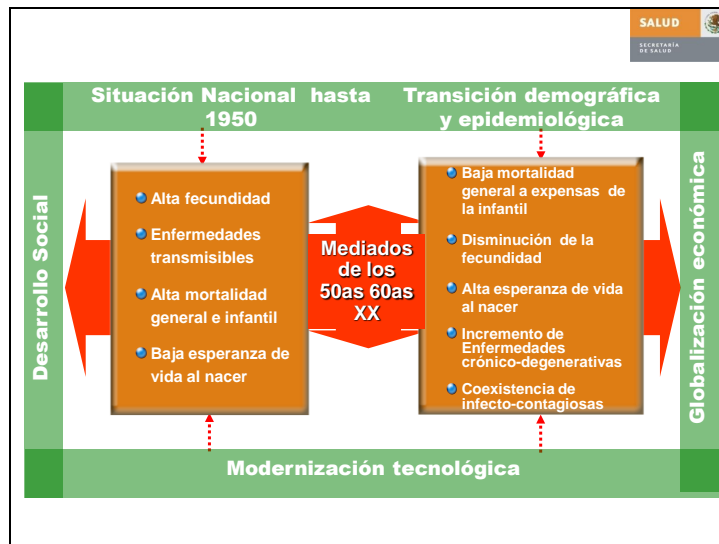 SALUD
SECRETARÍA
DE SALUD
Situación Nacional hasta
1950
Transición demográfica
y epidemiológica
Desarrollo Social
Alta fecundidad
Enfermedades
transmisibles
Alta mortalidad
general e infantil
Baja esperanza de
vida al nacer
Mediados
de los
50as 60as
XX
Baja mortalidad
general a expensas de
la infantil
Disminución de la
fecundidad
Alta esperanza de vida
al nacer
Incremento de
Enfermedades
crónico-degenerativas
Coexistencia de
infecto-contagiosas
Globalización económica
Modernización tecnológica